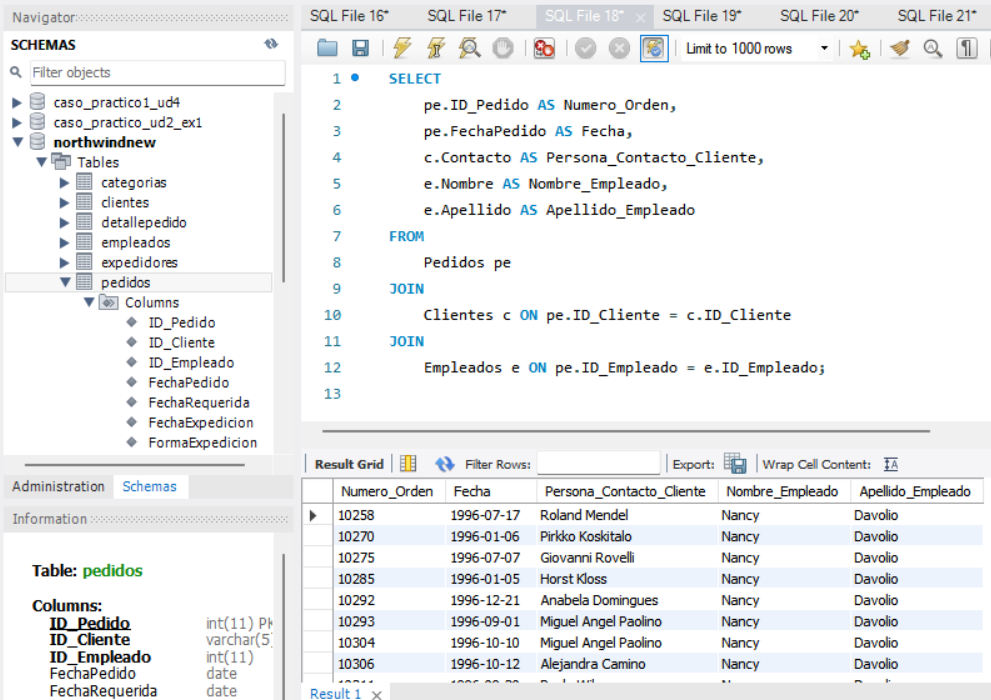 Navigator
SCHEMAS
Filter objects
caso_practico1_ud4
caso_practico_ud2_ex1
northwindnew
Tables
categorias
clientes
detallepedido
empleados
expedidores
pedidos
Columns
ID_Pedido
ID_Cliente
ID_Empleado
FechaPedido
FechaRequerida
FechaExpedicion
FormaExpedicion
Administration Schemas
Information
Table: pedidos
Columns:
ID_Pedido int(11) PK
ID_Cliente varchar(5)
ID_Empleado int(11)
FechaPedido date
FechaRequerida date
SQL File 16* SQL File 17* SQL File 18* SQL File 19* SQL File 20* SQL File 21*
Limit to 1000 rows
1 SELECT
2 pe.ID_Pedido AS Numero_Orden,
3 pe.FechaPedido AS Fecha,
4 c.Contacto AS Persona_Contacto_Cliente,
5 e.Nombre AS Nombre_Empleado,
6 e.Apellido AS Apellido_Empleado
7 FROM
8 Pedidos pe
9 JOIN
10 Clientes c ON pe.ID_Cliente = c.ID_Cliente
11 JOIN
12 Empleados e ON pe.ID_Empleado = e.ID_Empleado;
13
Result Grid Filter Rows: Export: Wrap Cell Content: IA
Numero_Orden Fecha Persona_Contacto_Cliente Nombre_Empleado Apellido_Empleado
10258 1996-07-17 Roland Mendel Nancy Davolio
10270 1996-01-06 Pirkko Koskitalo Nancy Davolio
10275 1996-07-07 Giovanni Rovelli Nancy Davolio
10285 1996-01-05 Horst Kloss Nancy Davolio
10292 1996-12-21 Anabela Domingues Nancy Davolio
10293 1996-09-01 Miguel Angel Paolino Nancy Davolio
10304 1996-10-10 Miguel Angel Paolino Nancy Davolio
10306 1996-10-12 Alejandra Camino Nancy Davolio
Result 1